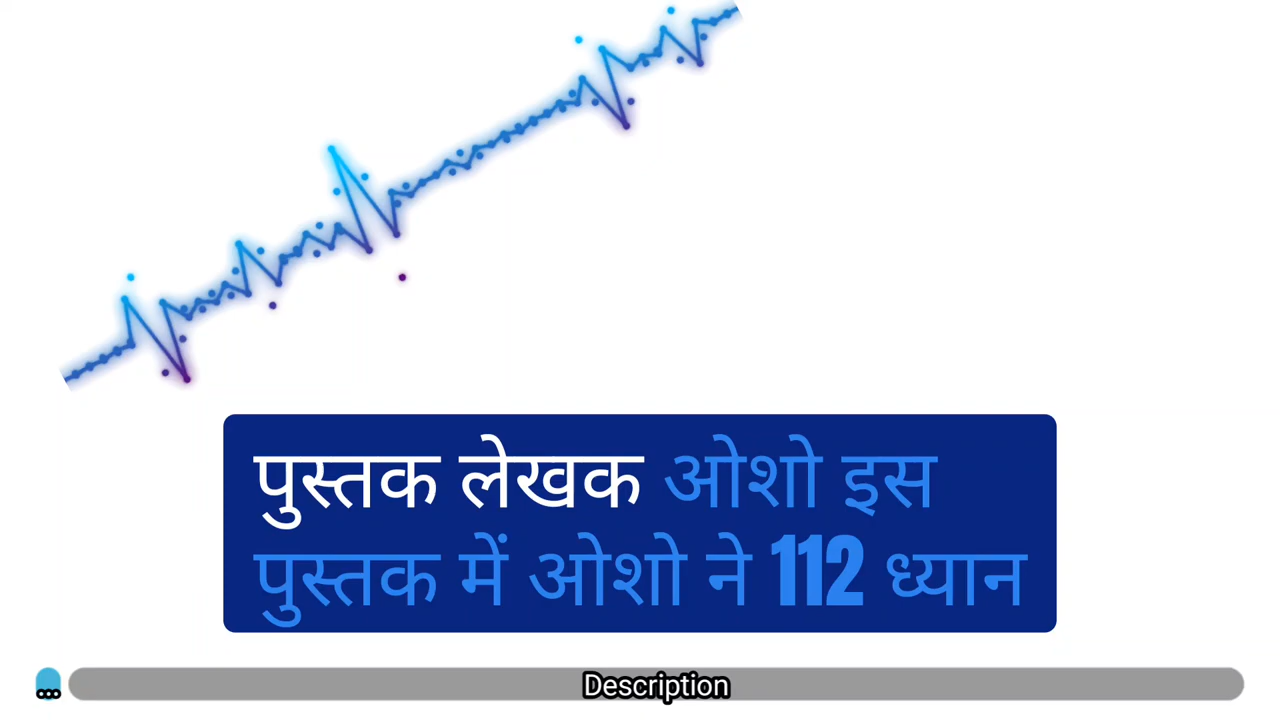 पुस्तक लेखक ओशो इस
पुस्तक में ओशो ने 112 ध्यान
Description